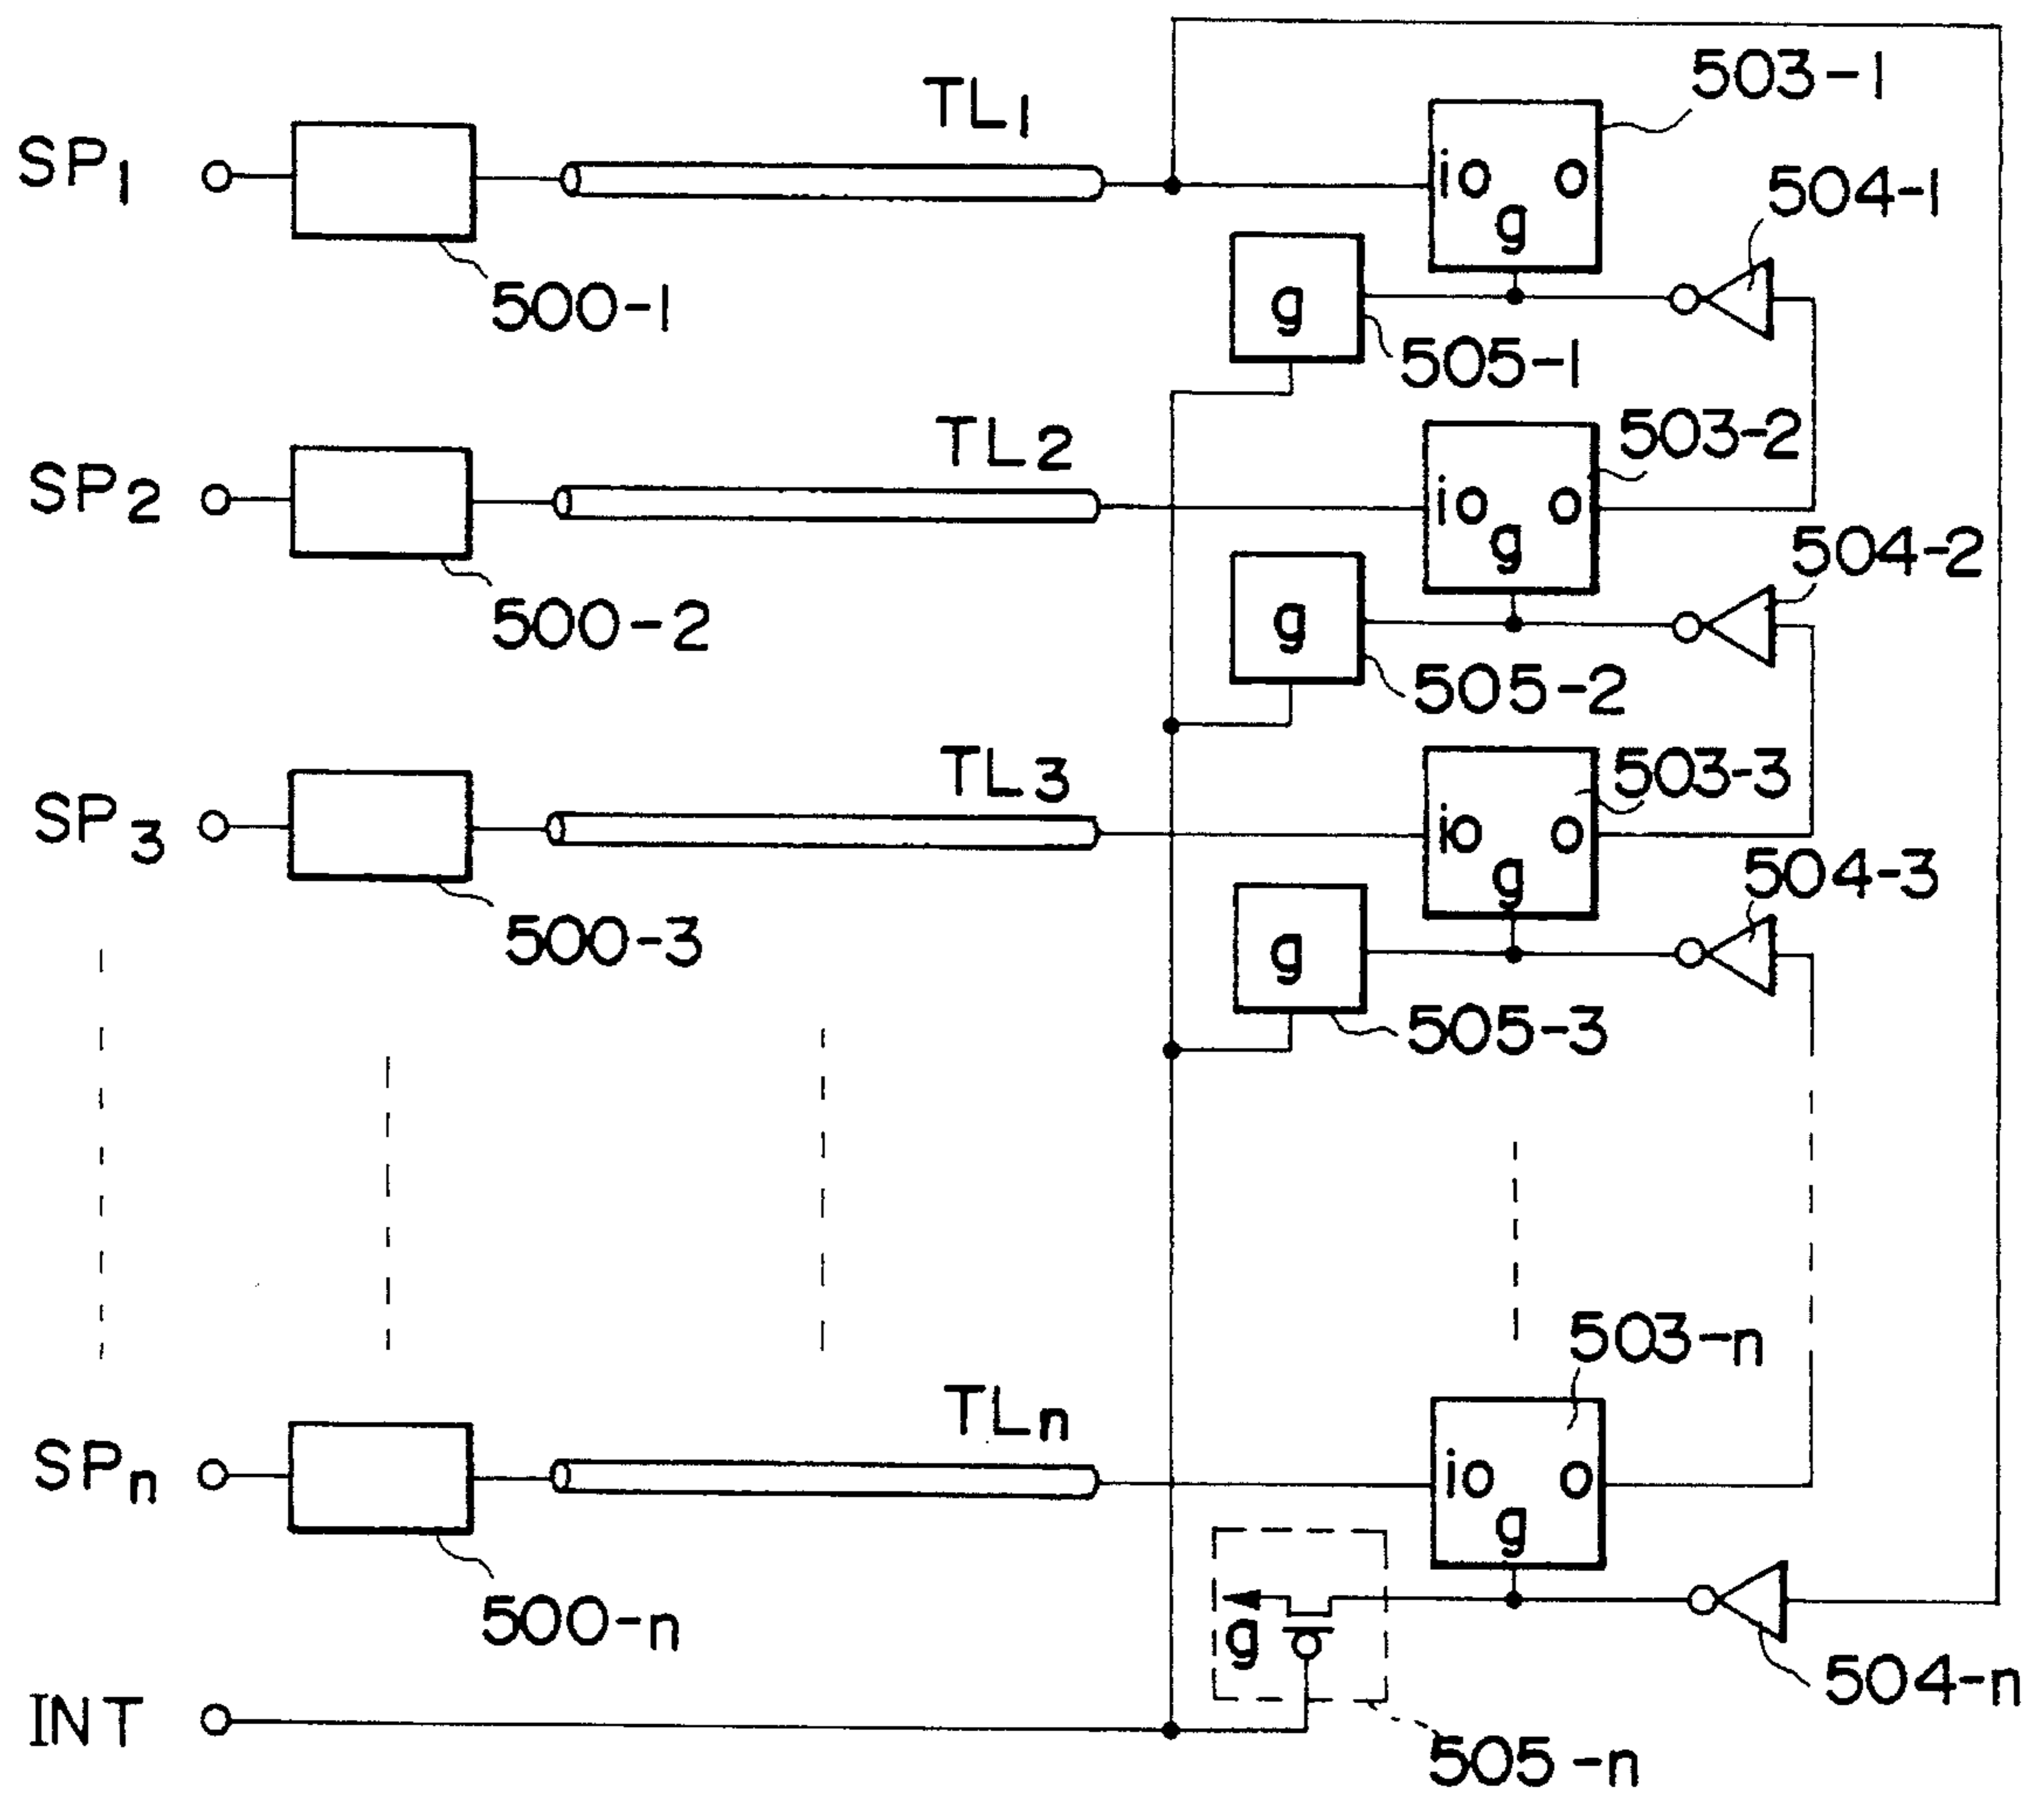 503-1
TL1
SP1
io o
g
504-1
g
500-1
505-1
503-2
TL2
SP2
io o
g
504-2
g
500-2
505-2
TL3
503-3
SP3
io o
g
504-3
g
500-3
505-3
503-n
TLn
SPn
io o
g
g
500-n
504-n
INT
505-n